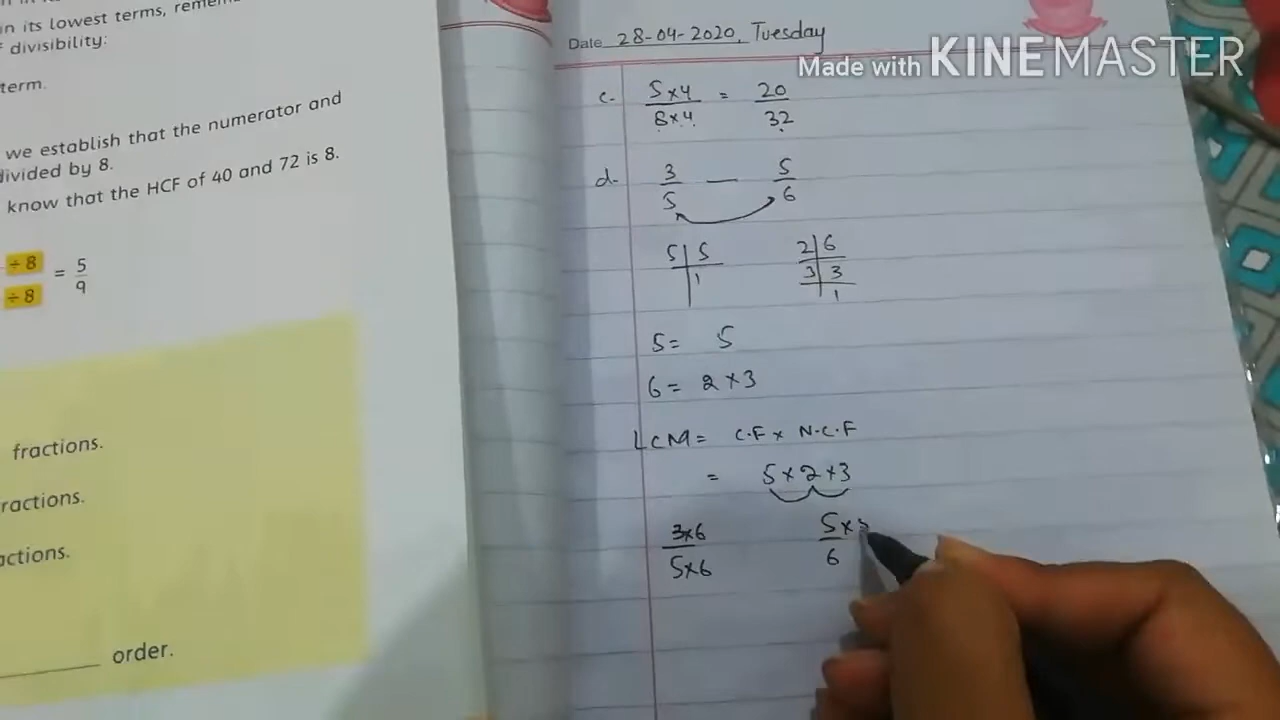 in its lowest terms,
divisibility:
term.
we establish that the numerator and
divided by 8.
know that the HCF of 40 and 72 is 8.
÷ 8
÷ 8
= 5/9
fractions.
order.
Date 28-04-2020, Tuesday
Made with KINEMASTER
c. 5×4/8×4 = 20/32
d. 3/5 — 5/6
5 | 5 2 | 6
1 3 | 3
1
5 = 5
6 = 2 × 3
LCM = C.F × N.C.F
= 5 × 2 × 3
3×6 5×
5×6 6